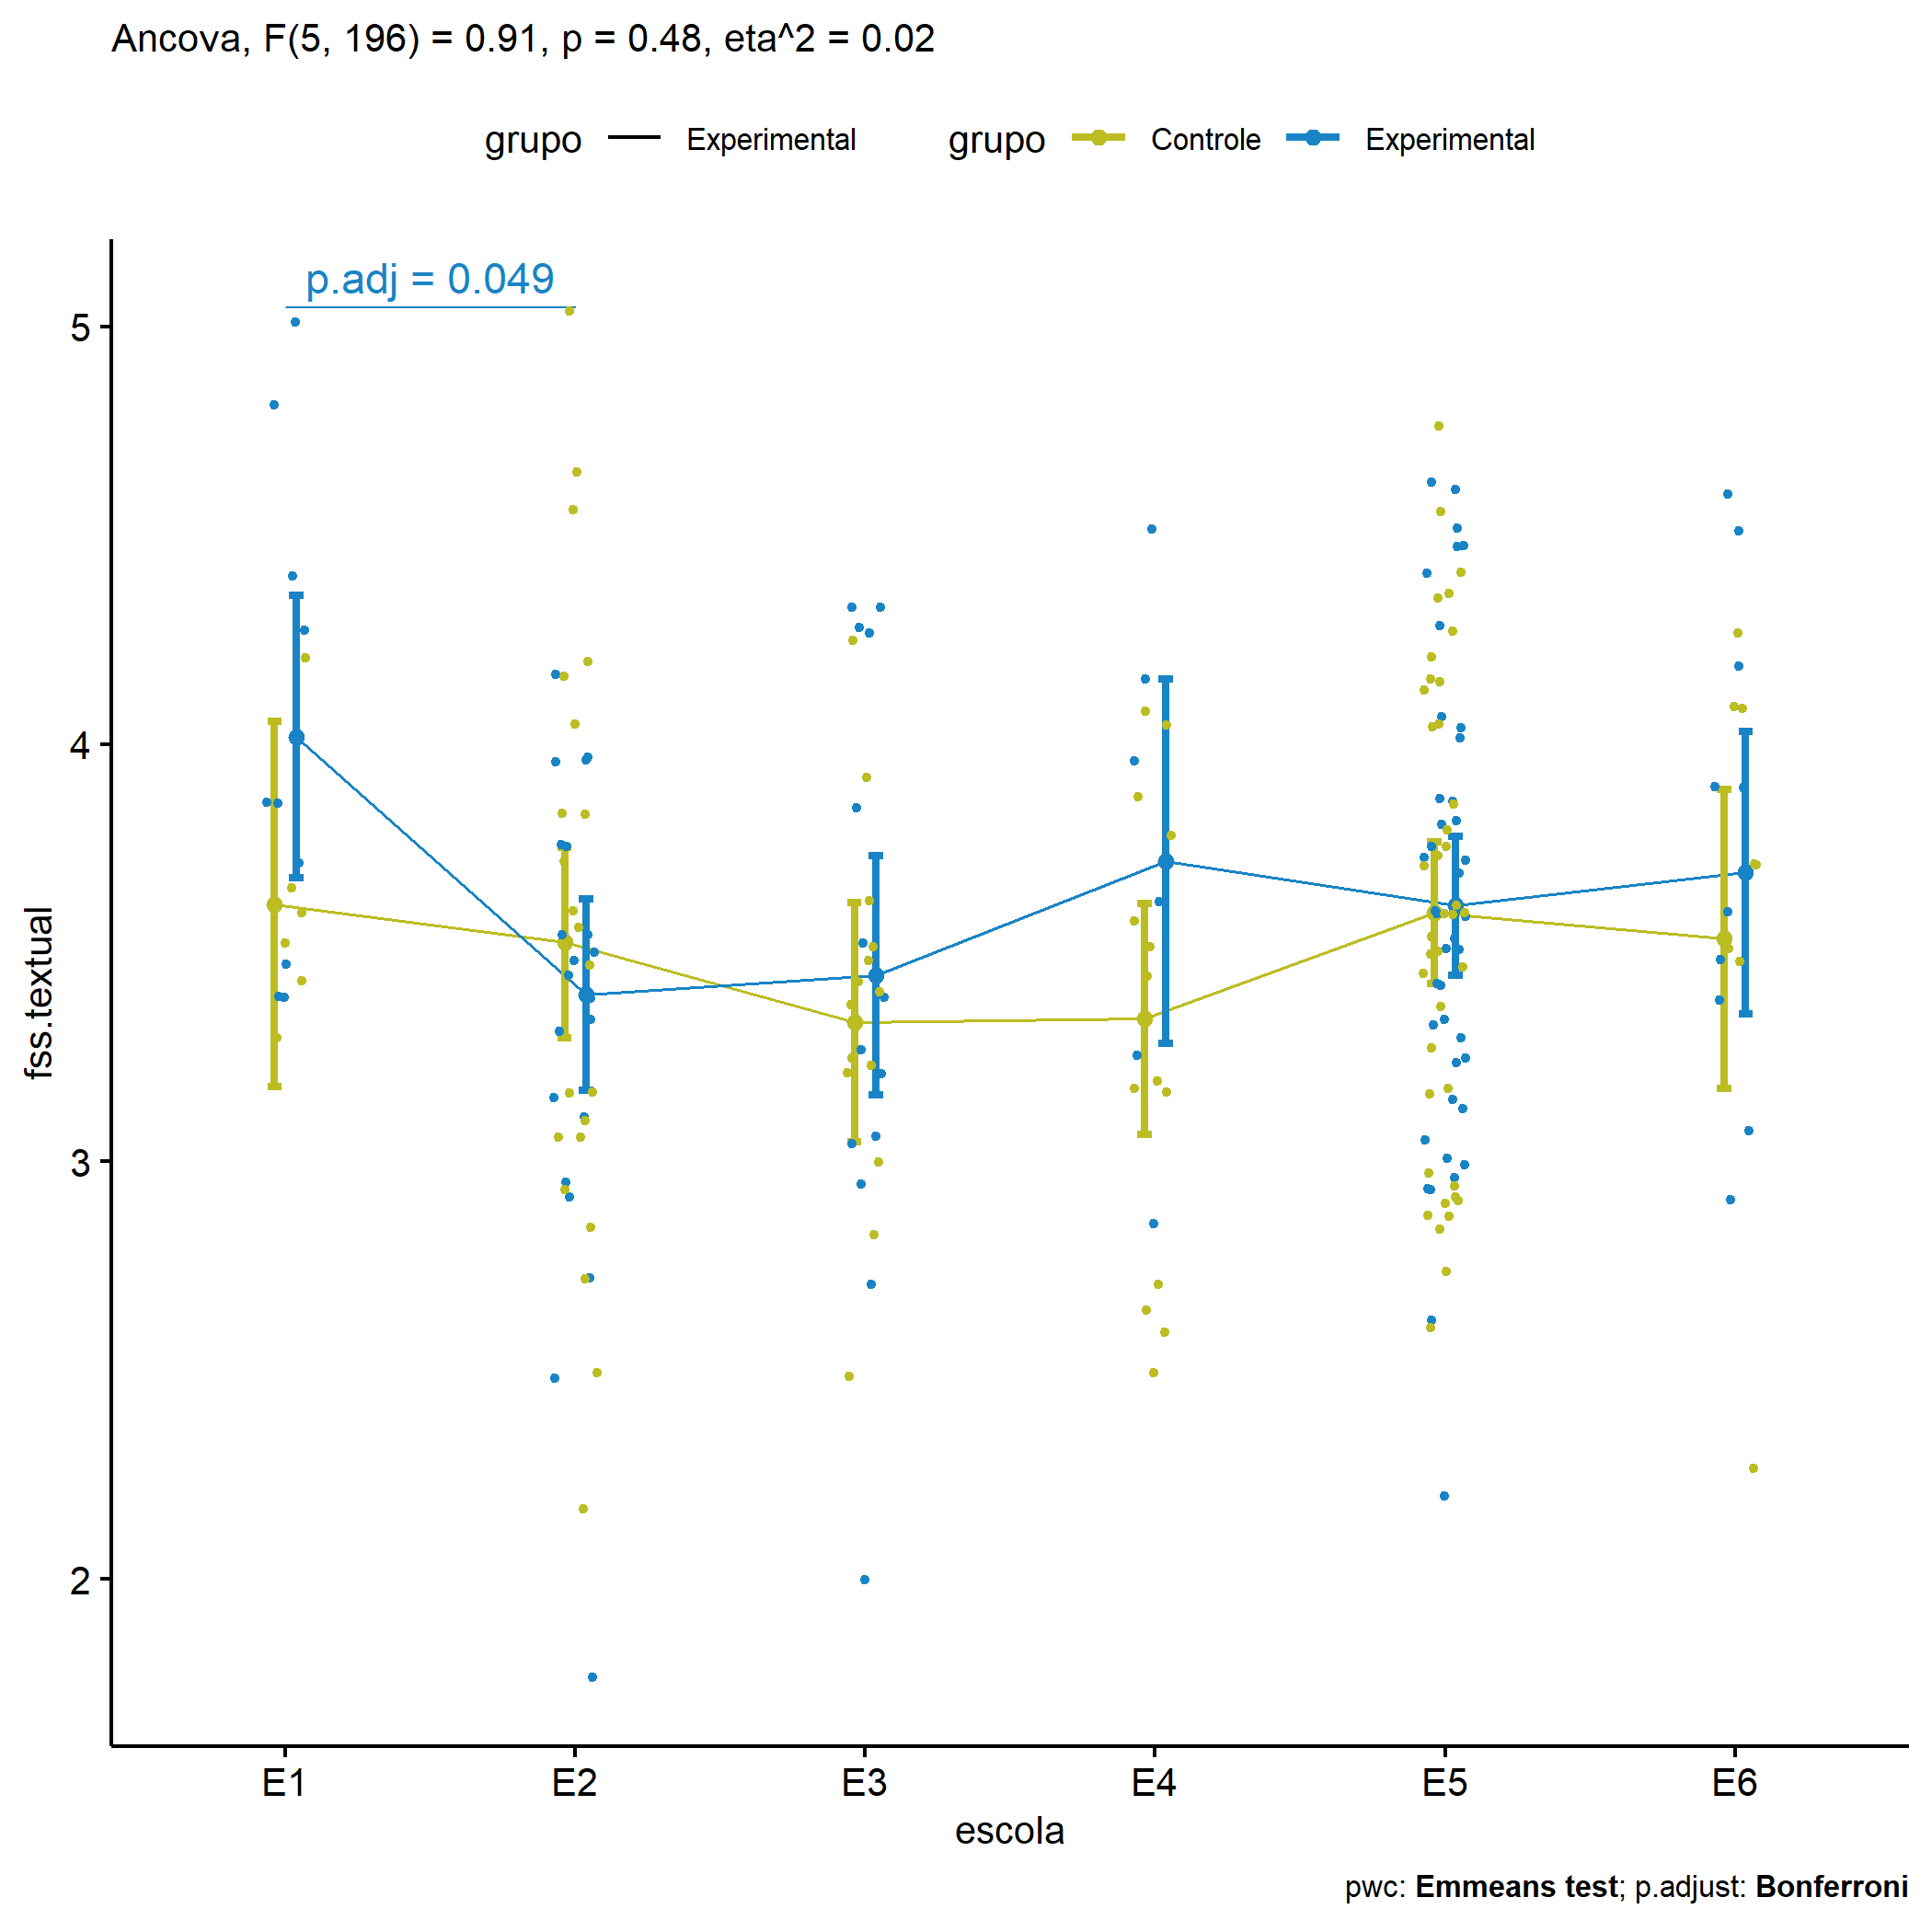 Ancova, F(5, 196) = 0.91, p = 0.48, eta^2 = 0.02
grupo Experimental grupo Controle Experimental
p.adj = 0.049
5
4
3
2
fss.textual
E1 E2 E3 E4 E5 E6
escola
pwc: Emmeans test; p.adjust: Bonferroni